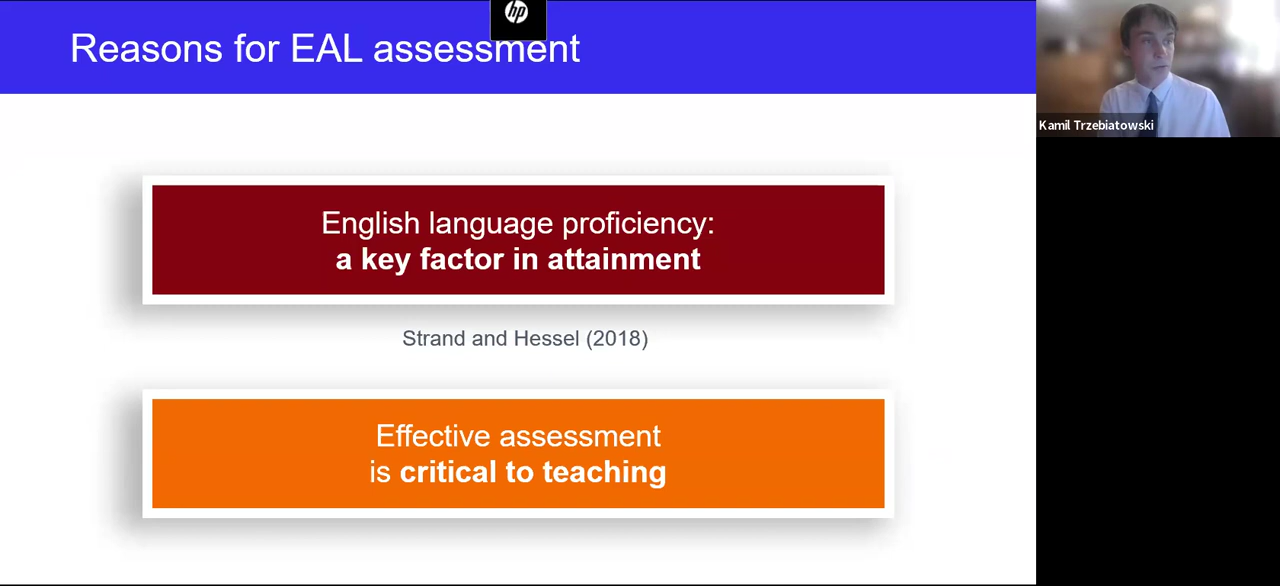 hp
Reasons for EAL assessment
Kamil Trzebiatowski
English language proficiency:
a key factor in attainment
Strand and Hessel (2018)
Effective assessment
is critical to teaching